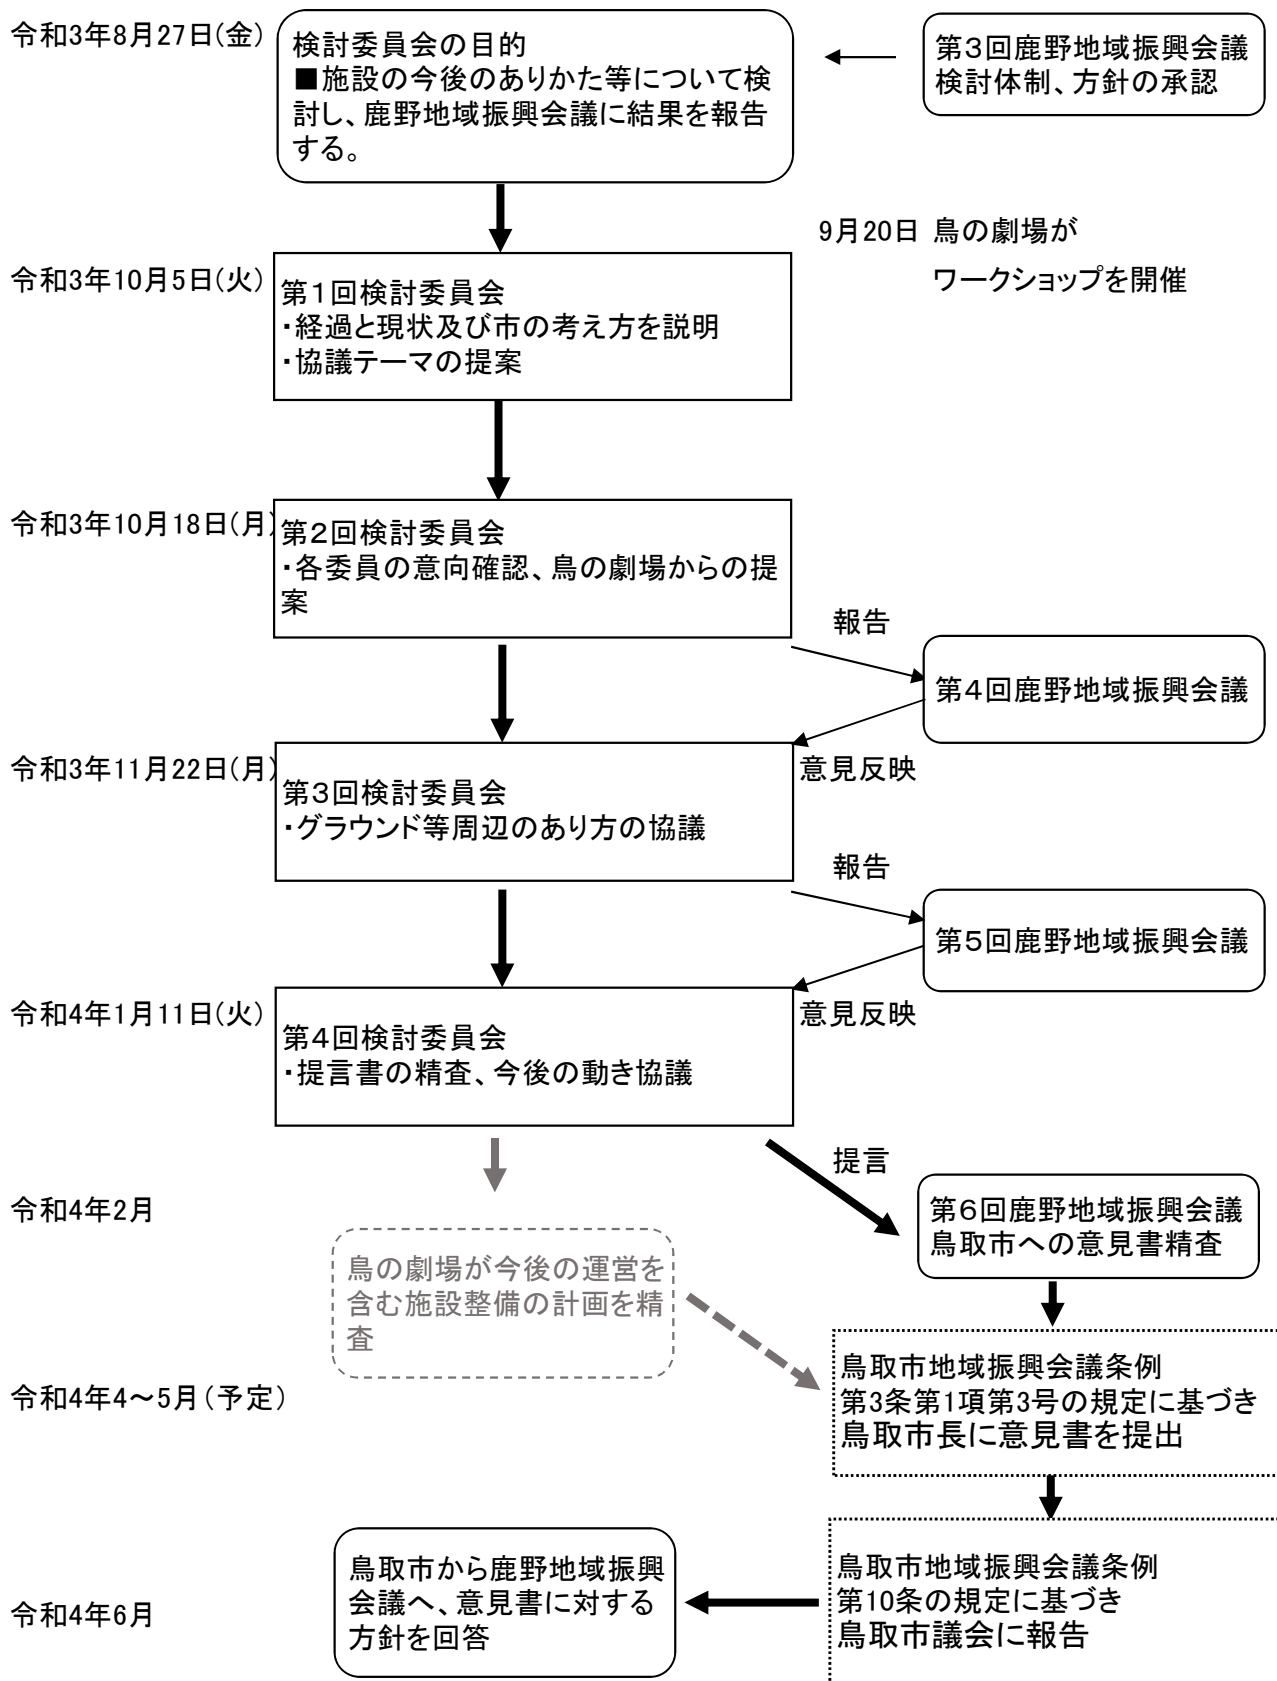 令和3年8月27日(金)
検討委員会の目的
■施設の今後のありかた等について検
討し、鹿野地域振興会議に結果を報告
する。
第3回鹿野地域振興会議
検討体制、方針の承認
9月20日 鳥の劇場が
ワークショップを開催
令和3年10月5日(火)
第1回検討委員会
・経過と現状及び市の考え方を説明
・協議テーマの提案
令和3年10月18日(月)
第2回検討委員会
・各委員の意向確認、鳥の劇場からの提
案
報告
第4回鹿野地域振興会議
意見反映
令和3年11月22日(月)
第3回検討委員会
・グラウンド等周辺のあり方の協議
報告
第5回鹿野地域振興会議
意見反映
令和4年1月11日(火)
第4回検討委員会
・提言書の精査、今後の動き協議
提言
令和4年2月
第6回鹿野地域振興会議
鳥取市への意見書精査
鳥の劇場が今後の運営を
含む施設整備の計画を精
査
令和4年4～5月(予定)
鳥取市地域振興会議条例
第3条第1項第3号の規定に基づき
鳥取市長に意見書を提出
令和4年6月
鳥取市から鹿野地域振興
会議へ、意見書に対する
方針を回答
鳥取市地域振興会議条例
第10条の規定に基づき
鳥取市議会に報告